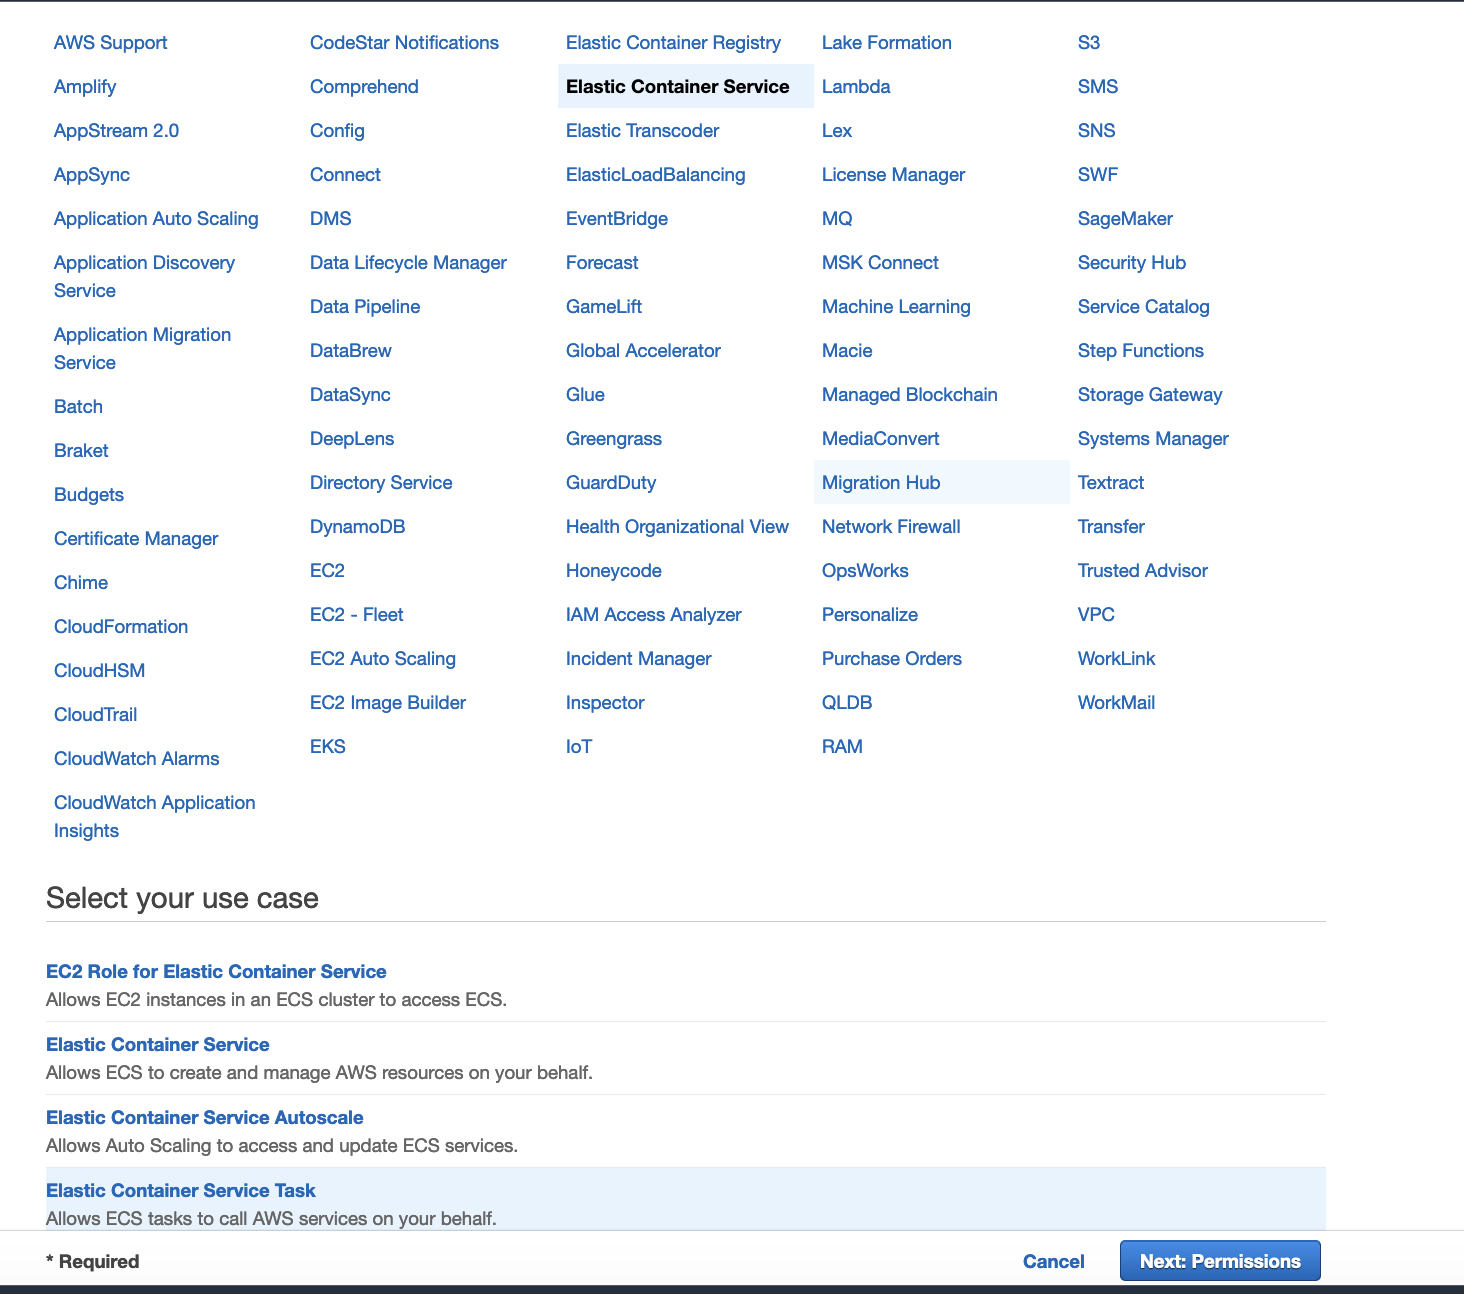 AWS Support
Amplify
AppStream 2.0
AppSync
Application Auto Scaling
Application Discovery
Service
Application Migration
Service
Batch
Braket
Budgets
Certificate Manager
Chime
CloudFormation
CloudHSM
CloudTrail
CloudWatch Alarms
CloudWatch Application
Insights
CodeStar Notifications
Comprehend
Config
Connect
DMS
Data Lifecycle Manager
Data Pipeline
DataBrew
DataSync
DeepLens
Directory Service
DynamoDB
EC2
EC2 - Fleet
EC2 Auto Scaling
EC2 Image Builder
EKS
Elastic Container Registry
Elastic Container Service
Elastic Transcoder
ElasticLoadBalancing
EventBridge
Forecast
GameLift
Global Accelerator
Glue
Greengrass
GuardDuty
Health Organizational View
Honeycode
IAM Access Analyzer
Incident Manager
Inspector
IoT
Lake Formation
Lambda
Lex
License Manager
MQ
MSK Connect
Machine Learning
Macie
Managed Blockchain
MediaConvert
Migration Hub
Network Firewall
OpsWorks
Personalize
Purchase Orders
QLDB
RAM
S3
SMS
SNS
SWF
SageMaker
Security Hub
Service Catalog
Step Functions
Storage Gateway
Systems Manager
Textract
Transfer
Trusted Advisor
VPC
WorkLink
WorkMail
Select your use case
EC2 Role for Elastic Container Service
Allows EC2 instances in an ECS cluster to access ECS.
Elastic Container Service
Allows ECS to create and manage AWS resources on your behalf.
Elastic Container Service Autoscale
Allows Auto Scaling to access and update ECS services.
Elastic Container Service Task
Allows ECS tasks to call AWS services on your behalf.
* Required
Cancel
Next: Permissions